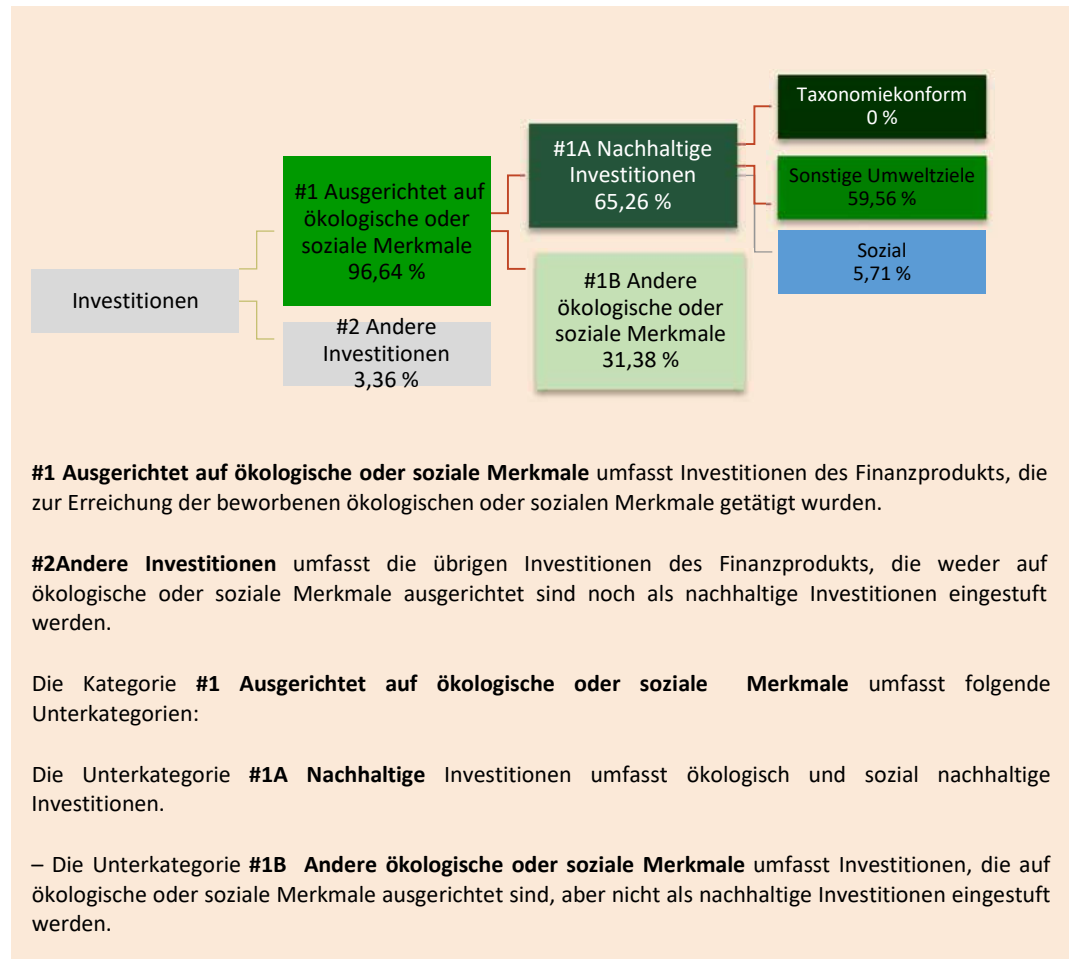 Investitionen
#1 Ausgerichtet auf
ökologische oder
soziale Merkmale
96,64 %
#2 Andere
Investitionen
3,36 %
#1A Nachhaltige
Investitionen
65,26 %
#1B Andere
ökologische oder
soziale Merkmale
31,38 %
Taxonomiekonform
0 %
Sonstige Umweltziele
59,56 %
Sozial
5,71 %
#1 Ausgerichtet auf ökologische oder soziale Merkmale umfasst Investitionen des Finanzprodukts, die
zur Erreichung der beworbenen ökologischen oder sozialen Merkmale getätigt wurden.
#2Andere Investitionen umfasst die übrigen Investitionen des Finanzprodukts, die weder auf
ökologische oder soziale Merkmale ausgerichtet sind noch als nachhaltige Investitionen eingestuft
werden.
Die Kategorie #1 Ausgerichtet auf ökologische oder soziale Merkmale umfasst folgende
Unterkategorien:
Die Unterkategorie #1A Nachhaltige Investitionen umfasst ökologisch und sozial nachhaltige
Investitionen.
– Die Unterkategorie #1B Andere ökologische oder soziale Merkmale umfasst Investitionen, die auf
ökologische oder soziale Merkmale ausgerichtet sind, aber nicht als nachhaltige Investitionen eingestuft
werden.